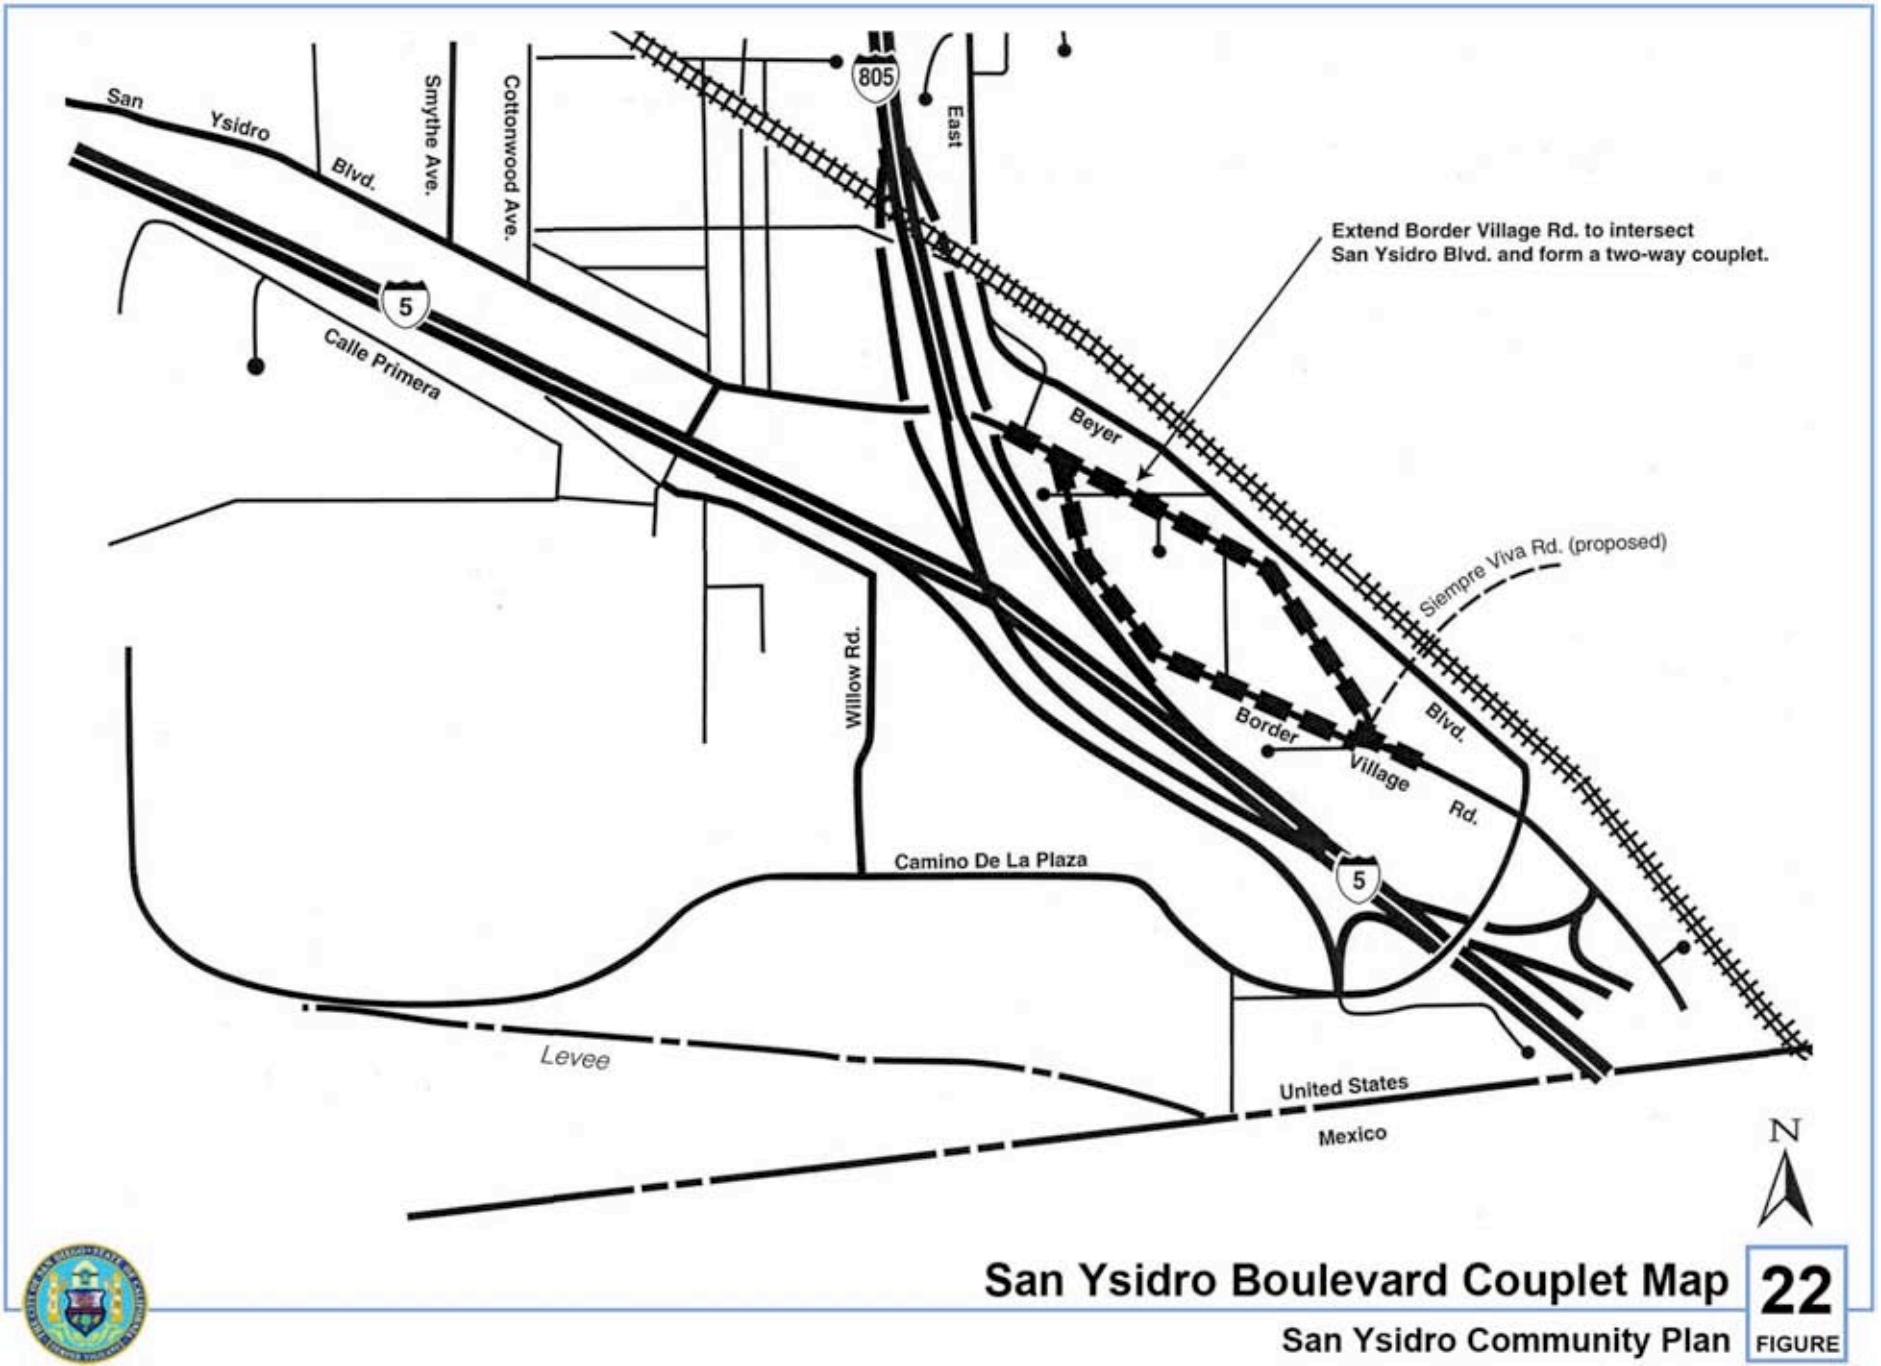 San
Ysidro
Blvd.
Smythe Ave.
Cottonwood Ave.
805
East
Extend Border Village Rd. to intersect
San Ysidro Blvd. and form a two-way couplet.
5
Calle Primera
Beyer
Siempre Viva Rd. (proposed)
Willow Rd.
Border
Village
Rd.
Blvd.
Camino De La Plaza
5
Levee
United States
Mexico
N
San Ysidro Boulevard Couplet Map
San Ysidro Community Plan
22
FIGURE